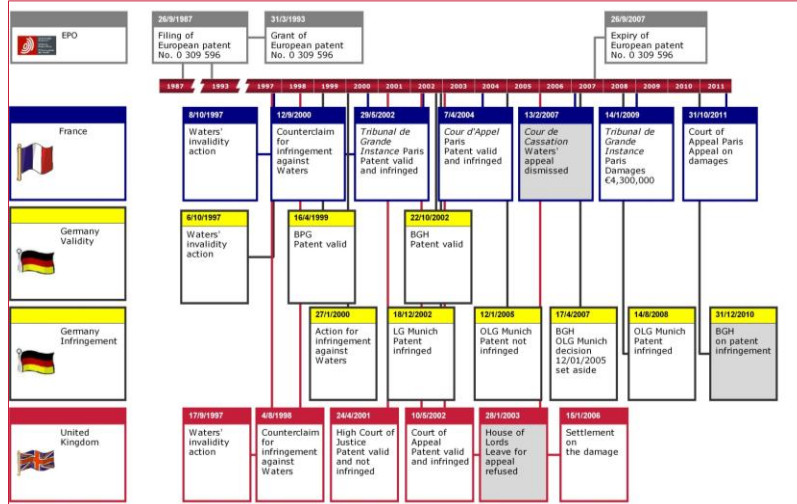 EPO
26/9/1987
Filing of
European patent
No. 0 309 596
31/3/1993
Grant of
European patent
No. 0 309 596
26/9/2007
Expiry of
European patent
No. 0 309 596
1987 1993 1997 1998 1999 2000 2001 2002 2003 2004 2005 2006 2007 2008 2009 2010 2011
France
8/10/1997
Waters'
invalidity
action
12/9/2000
Counterclaim
for
infringement
against
Waters
29/5/2002
Tribunal de
Grande
Instance Paris
Patent valid
and infringed
7/4/2004
Cour d'Appel
Paris
Patent valid
and infringed
13/2/2007
Cour de
Cassation
Waters'
appeal
dismissed
14/1/2009
Tribunal de
Grande
Instance
Paris
Damages
€4,300,000
31/10/2011
Court of
Appeal Paris
Appeal on
damages
Germany
Validity
6/10/1997
Waters'
invalidity
action
16/4/1999
BPG
Patent valid
22/10/2002
BGH
Patent valid
Germany
Infringement
27/1/2000
Action for
infringement
against
Waters
18/12/2002
LG Munich
Patent
infringed
12/1/2005
OLG Munich
Patent not
infringed
17/4/2007
BGH
OLG Munich
decision
12/01/2005
set aside
14/8/2008
OLG Munich
Patent
infringed
31/12/2010
BGH
on patent
infringement
United
Kingdom
17/9/1997
Waters'
invalidity
action
4/8/1998
Counterclaim
for
infringement
against
Waters
24/4/2001
High Court of
Justice
Patent valid
and not
infringed
10/5/2002
Court of
Appeal
Patent valid
and infringed
28/1/2003
House of
Lords
Leave for
appeal
refused
15/1/2006
Settlement
on
the damage